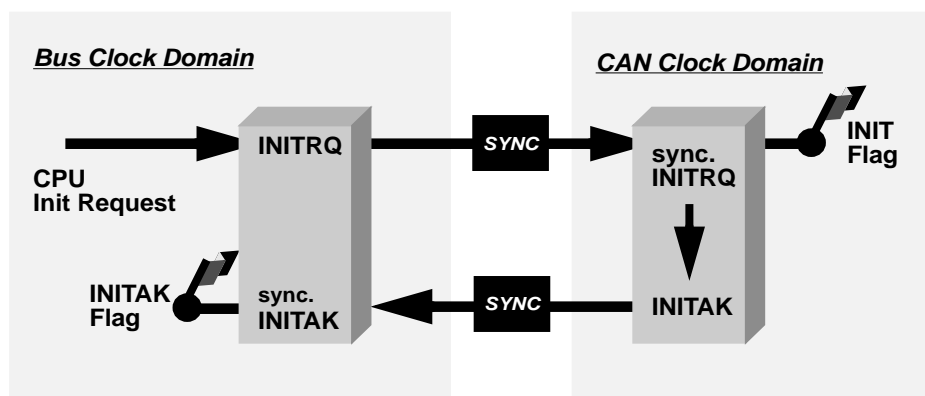 Bus Clock Domain
CAN Clock Domain
CPU
Init Request
INITRQ
SYNC
sync.
INITRQ
INIT
Flag
INITAK
Flag
sync.
INITAK
SYNC
INITAK